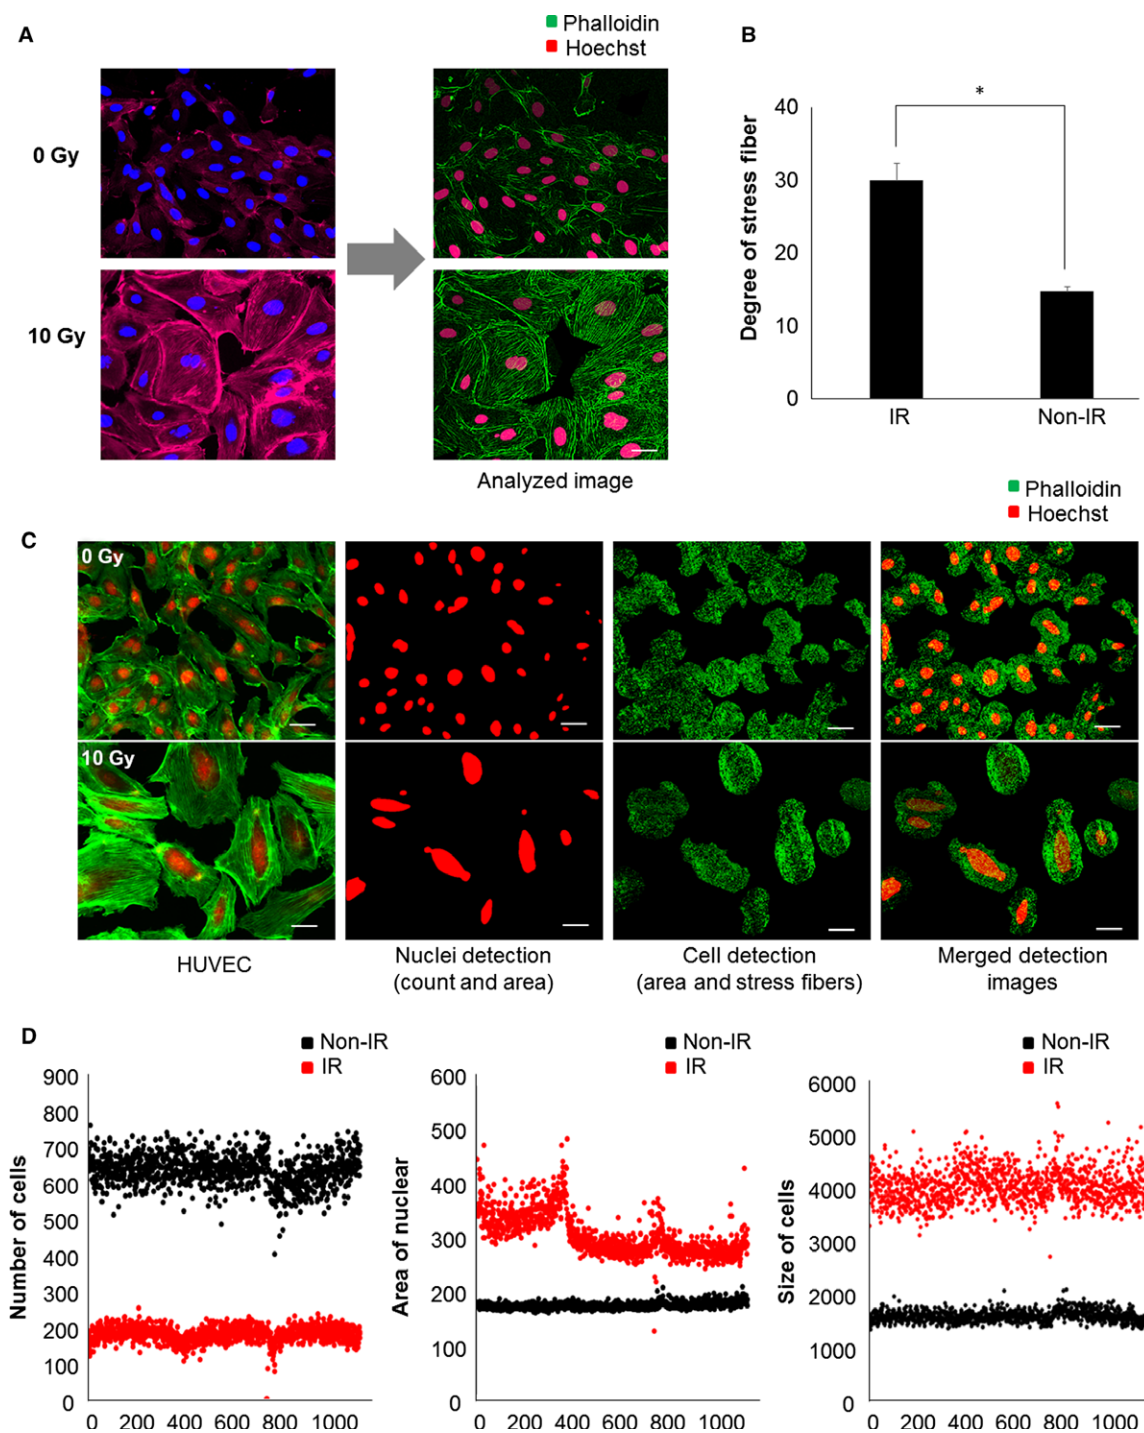 A
Phalloidin
Hoechst
0 Gy
10 Gy
Analyzed image
B
*
Degree of stress fiber
40
30
20
10
0
IR
Non-IR
Phalloidin
Hoechst
C
0 Gy
10 Gy
HUVEC
Nuclei detection
(count and area)
Cell detection
(area and stress fibers)
Merged detection
images
D
Non-IR
IR
Number of cells
900
800
700
600
500
400
300
200
100
0
0 200 400 600 800 1000
Non-IR
IR
Area of nuclear
600
500
400
300
200
100
0
0 200 400 600 800 1000
Non-IR
IR
Size of cells
6000
5000
4000
3000
2000
1000
0
0 200 400 600 800 1000